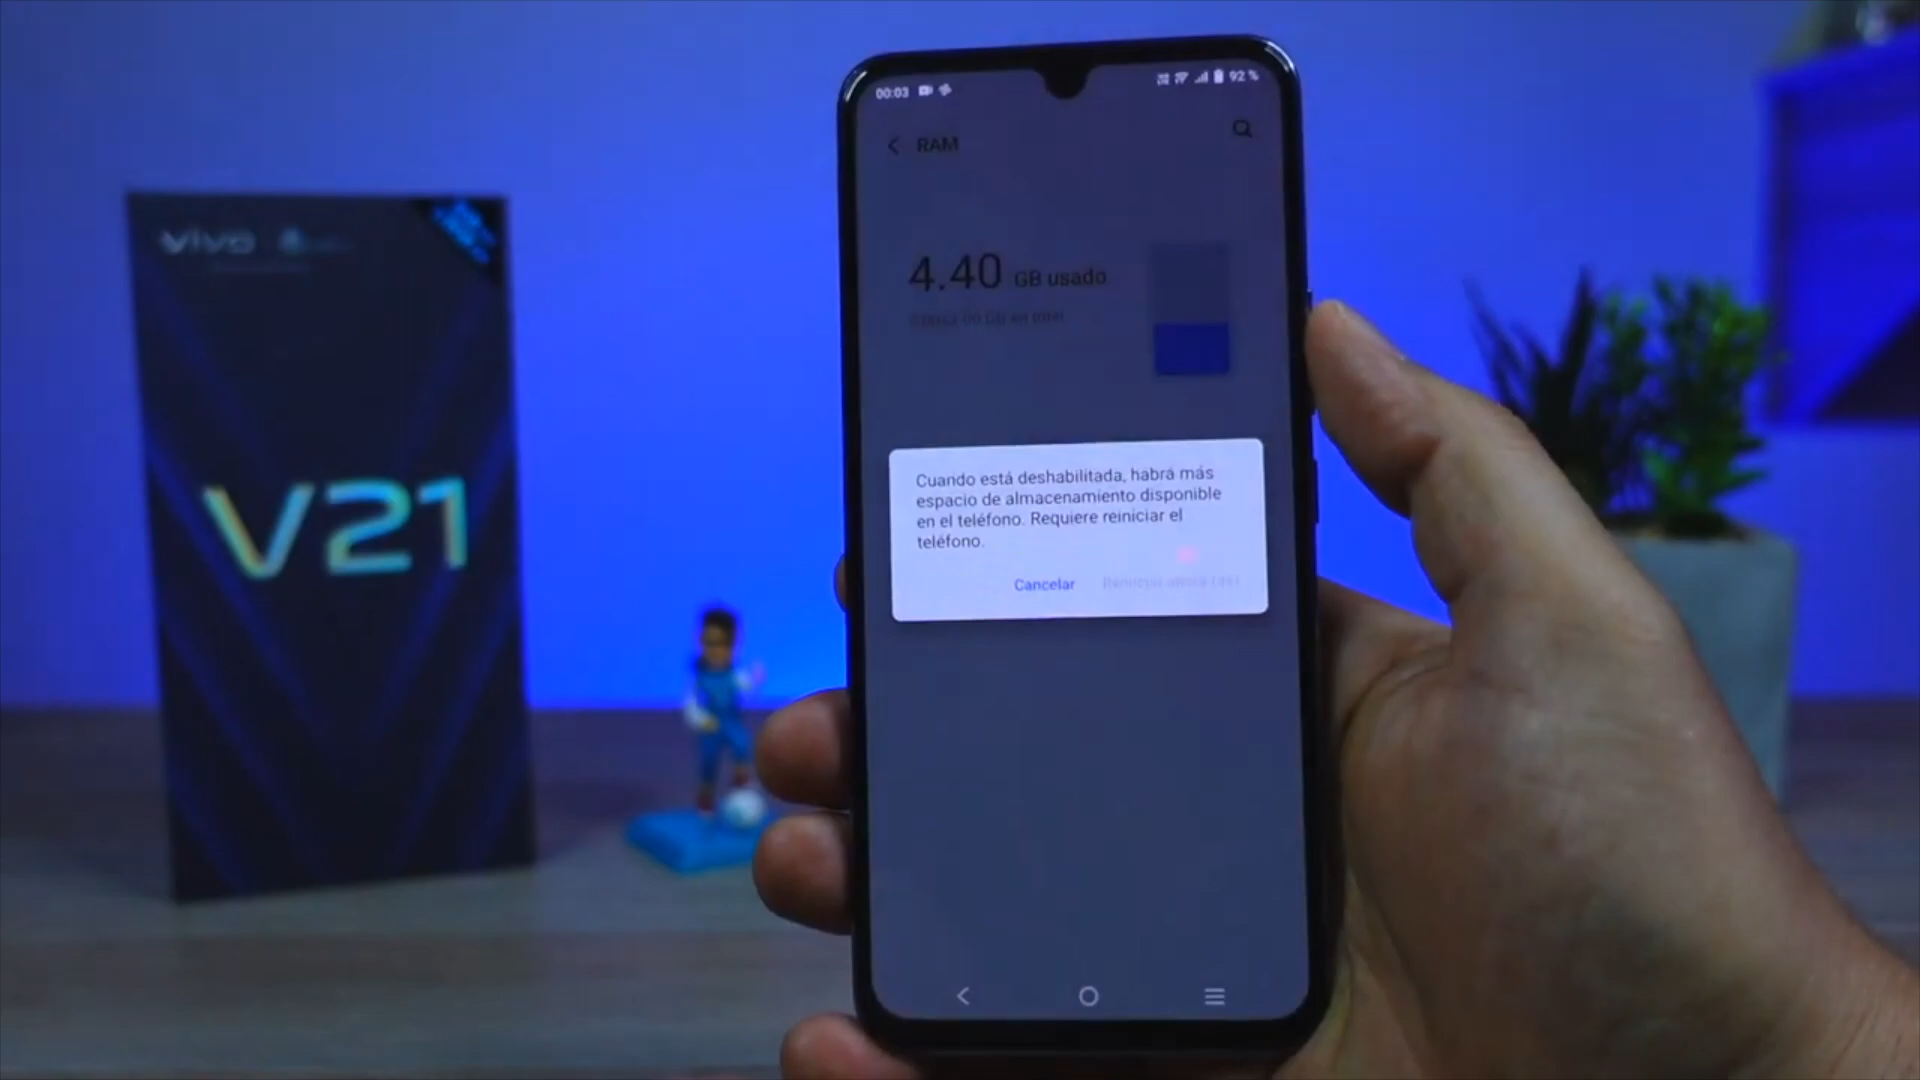 vivo
V21
00:03
92 %
RAM
4.40 GB usado
Cuando está deshabilitada, habrá más
espacio de almacenamiento disponible
en el teléfono. Requiere reiniciar el
teléfono.
Cancelar